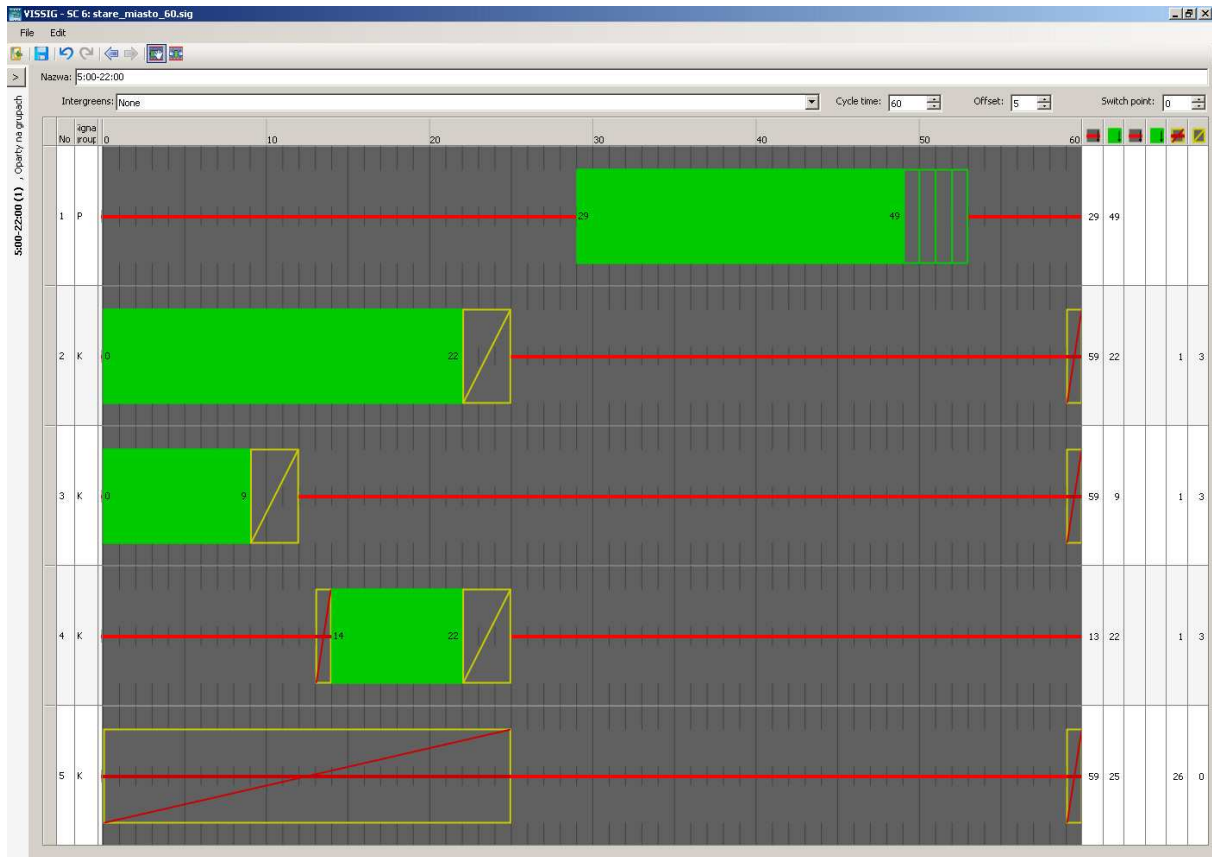 VISSIG - SC 6: stare_miasto_60.sig
File Edit
>
Nazwa: 5:00-22:00
5:00-22:00 (1) , Oparty na grupach
Intergreens: None Cycle time: 60 Offset: 5 Switch point: 0
No 0 10 20 30 40 50 60
1 P 29 49 29 49
2 K 0 22 59 22 1 3
3 K 0 9 59 9 1 3
4 K 14 22 13 22 1 3
5 K 59 25 26 0